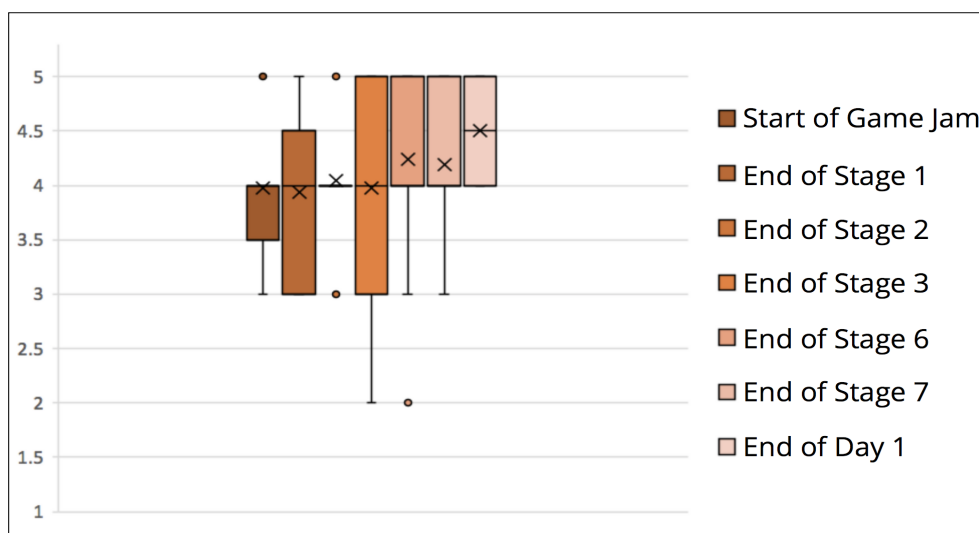 5
4.5
4
3.5
3
2.5
2
1.5
1
Start of Game Jam
End of Stage 1
End of Stage 2
End of Stage 3
End of Stage 6
End of Stage 7
End of Day 1